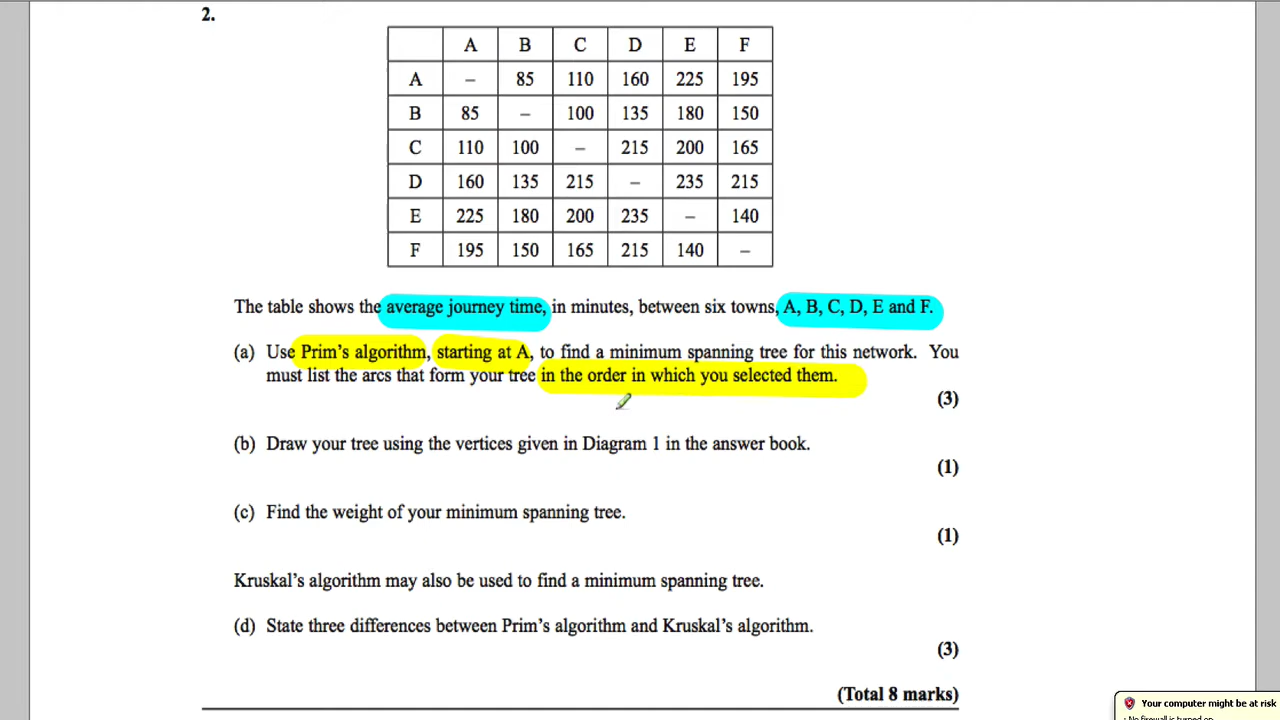 2.
A B C D E F
A – 85 110 160 225 195
B 85 – 100 135 180 150
C 110 100 – 215 200 165
D 160 135 215 – 235 215
E 225 180 200 235 – 140
F 195 150 165 215 140 –
The table shows the average journey time, in minutes, between six towns, A, B, C, D, E and F.
(a) Use Prim's algorithm, starting at A, to find a minimum spanning tree for this network. You
must list the arcs that form your tree in the order in which you selected them.
(3)
(b) Draw your tree using the vertices given in Diagram 1 in the answer book.
(1)
(c) Find the weight of your minimum spanning tree.
(1)
Kruskal's algorithm may also be used to find a minimum spanning tree.
(d) State three differences between Prim's algorithm and Kruskal's algorithm.
(3)
(Total 8 marks)
Your computer might be at risk